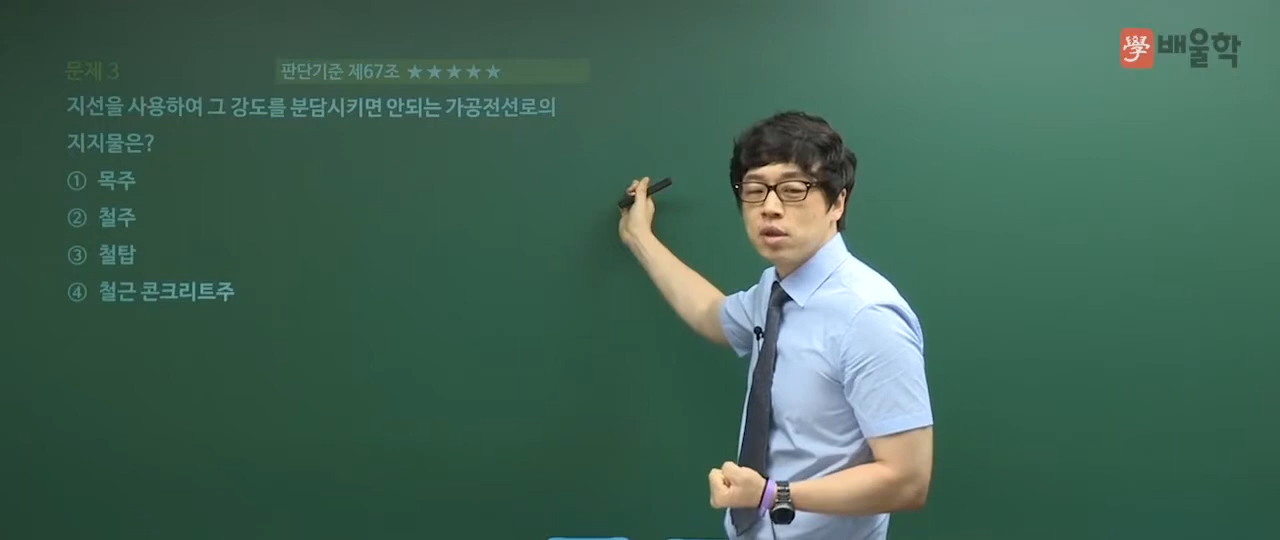 學 배울학
문제 3
판단기준 제67조 ★★★★★
지선을 사용하여 그 강도를 분담시키면 안되는 가공전선로의
지지물은?
① 목주
② 철주
③ 철탑
④ 철근 콘크리트주